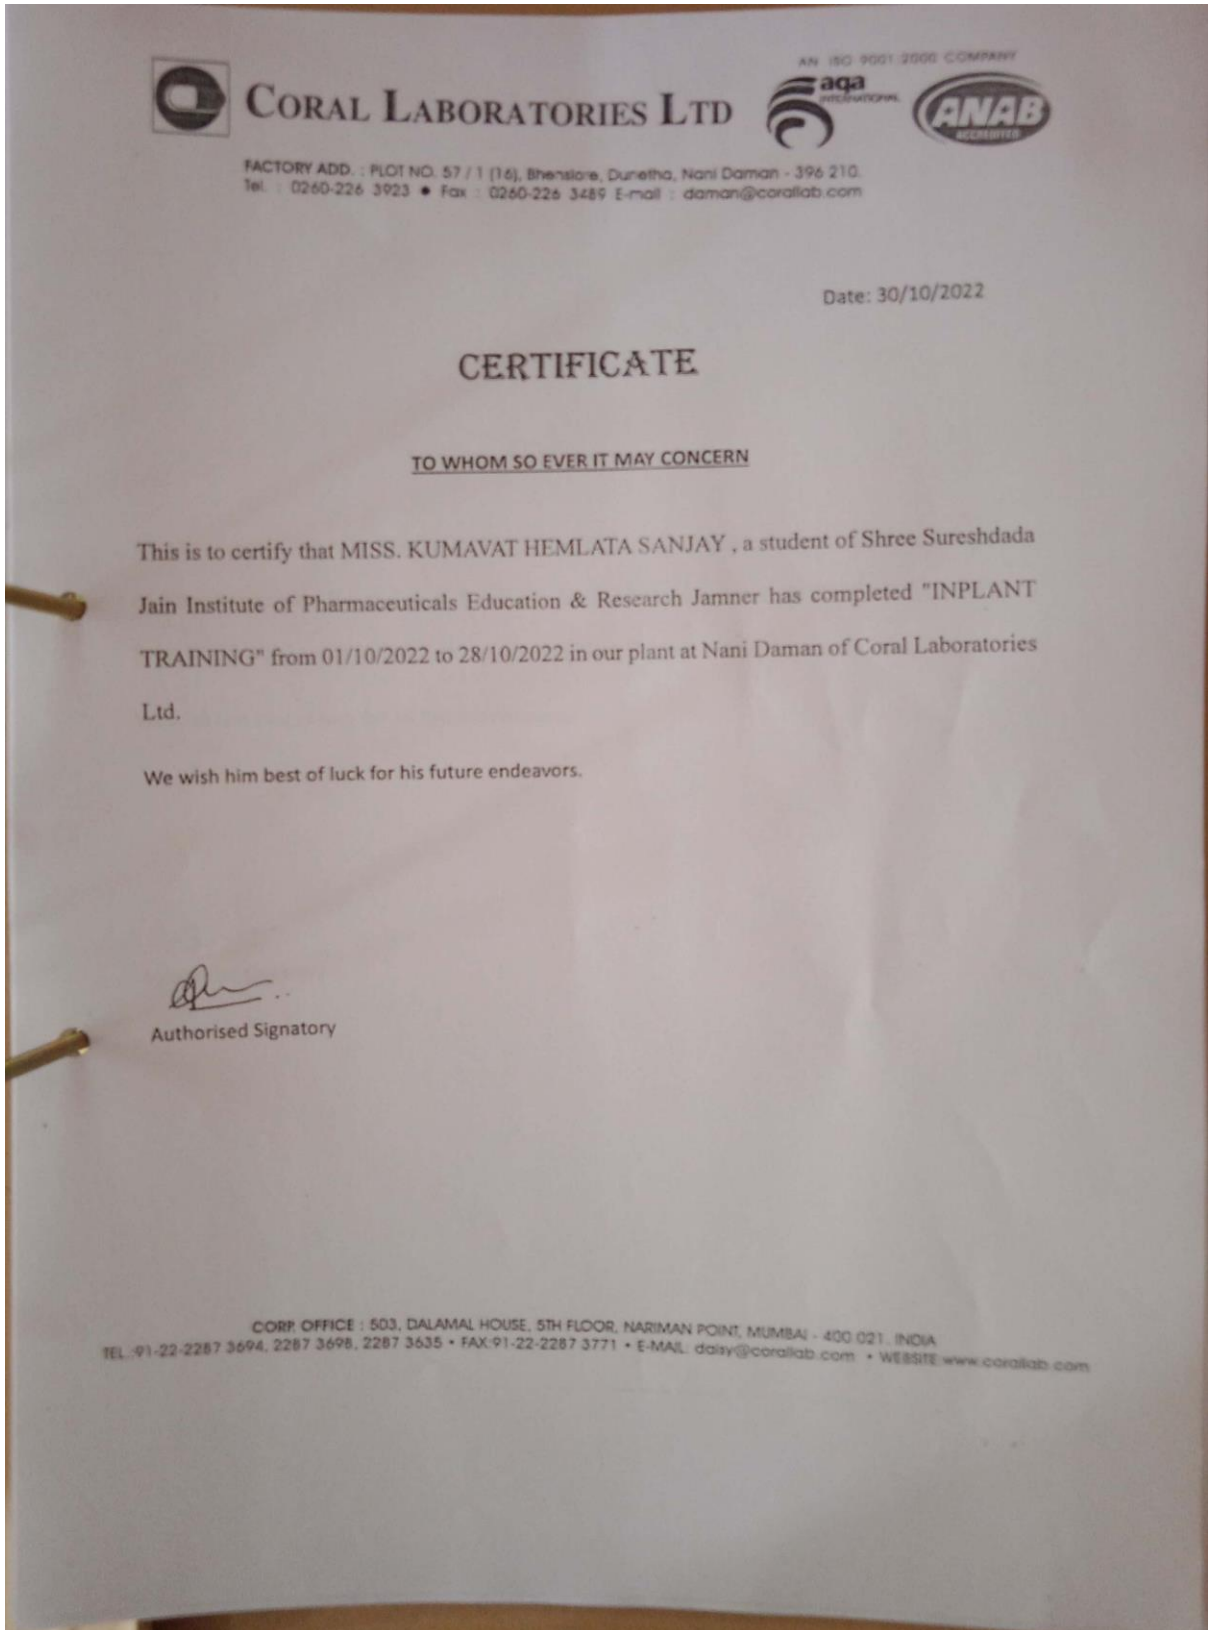 AN ISO 9001:2000 COMPANY
CORAL LABORATORIES LTD
aqa
INTERNATIONAL
ANAB
ACCREDITED
FACTORY ADD. : PLOT NO. 57 / 1 (16), Bhenslore, Dunetha, Nani Daman - 396 210.
Tel. : 0260-226 3923 ● Fax : 0260-226 3489 E-mail : daman@corallab.com
Date: 30/10/2022
CERTIFICATE
TO WHOM SO EVER IT MAY CONCERN
This is to certify that MISS. KUMAVAT HEMLATA SANJAY , a student of Shree Sureshdada
Jain Institute of Pharmaceuticals Education & Research Jamner has completed "INPLANT
TRAINING" from 01/10/2022 to 28/10/2022 in our plant at Nani Daman of Coral Laboratories
Ltd.
We wish him best of luck for his future endeavors.
Authorised Signatory
CORP. OFFICE : 503, DALAMAL HOUSE, 5TH FLOOR, NARIMAN POINT, MUMBAI - 400 021. INDIA
TEL.:91-22-2287 3694, 2287 3698, 2287 3635 • FAX:91-22-2287 3771 • E-MAIL: daisy@corallab.com • WEBSITE:www.corallab.com